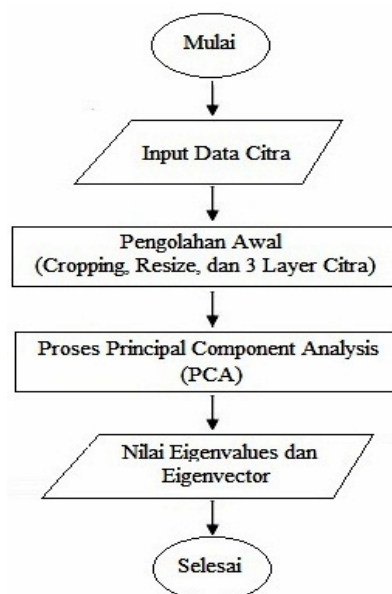 Mulai
Input Data Citra
Pengolahan Awal
(Cropping, Resize, dan 3 Layer Citra)
Proses Principal Component Analysis
(PCA)
Nilai Eigenvalues dan
Eigenvector
Selesai